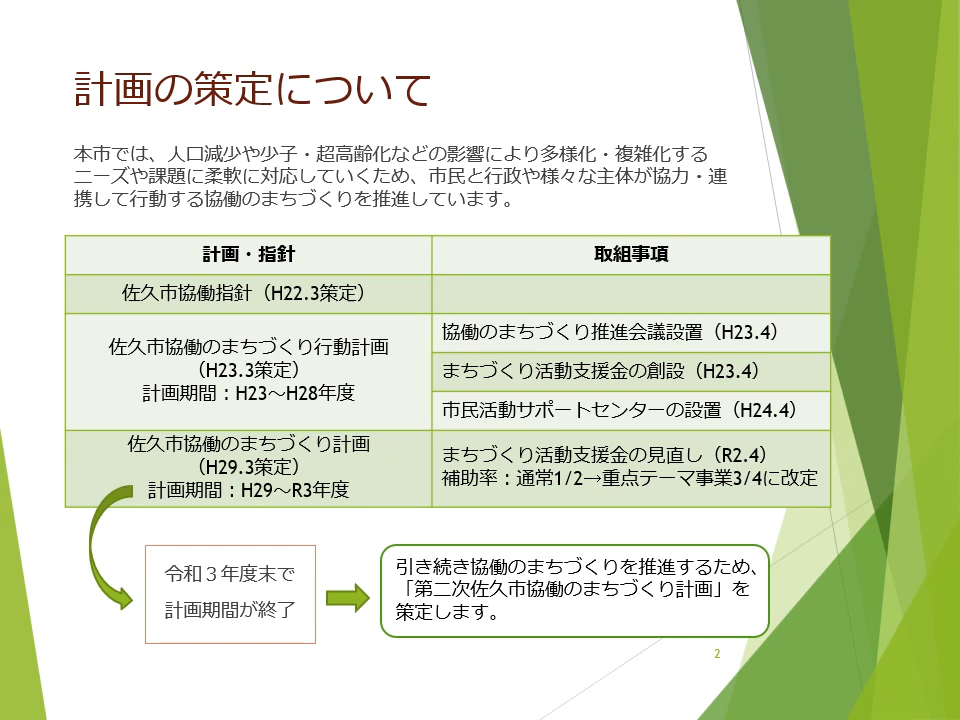 計画の策定について
本市では、人口減少や少子・超高齢化などの影響により多様化・複雑化する
ニーズや課題に柔軟に対応していくため、市民と行政や様々な主体が協力・連
携して行動する協働のまちづくりを推進しています。
計画・指針
取組事項
佐久市協働指針（H22.3策定）
佐久市協働のまちづくり行動計画
（H23.3策定）
計画期間：H23～H28年度
協働のまちづくり推進会議設置（H23.4）
まちづくり活動支援金の創設（H23.4）
市民活動サポートセンターの設置（H24.4）
佐久市協働のまちづくり計画
（H29.3策定）
計画期間：H29～R3年度
まちづくり活動支援金の見直し（R2.4）
補助率：通常1/2→重点テーマ事業3/4に改定
令和３年度末で
計画期間が終了
引き続き協働のまちづくりを推進するため、
「第二次佐久市協働のまちづくり計画」を
策定します。
2